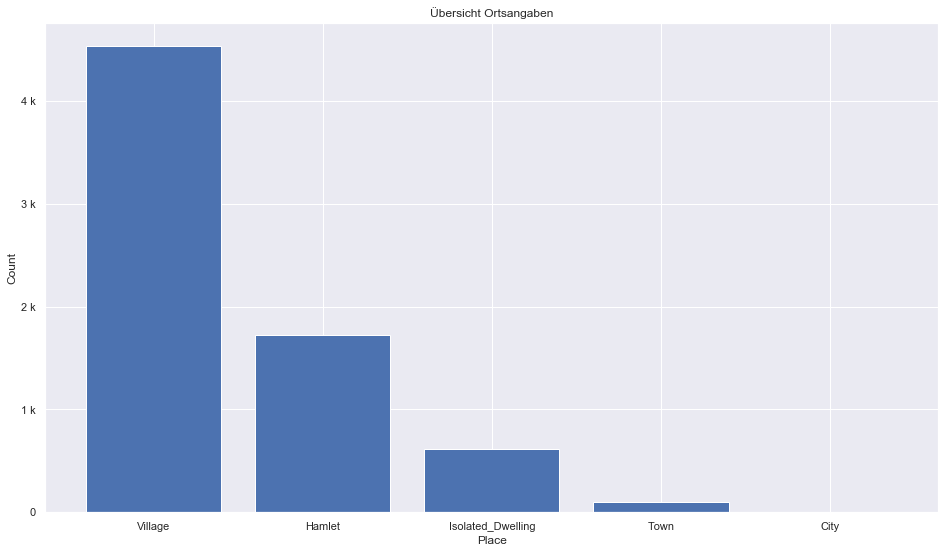 Übersicht Ortsangaben
4 k
3 k
2 k
1 k
0
Count
Village
Hamlet
Isolated_Dwelling
Town
City
Place